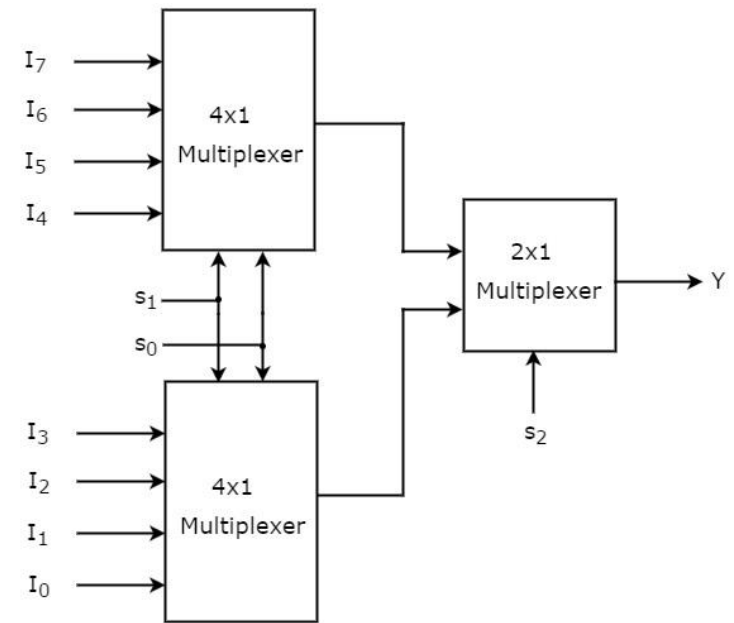 I7
I6
I5
I4
4x1
Multiplexer
s1
s0
2x1
Multiplexer
Y
s2
I3
I2
I1
I0
4x1
Multiplexer